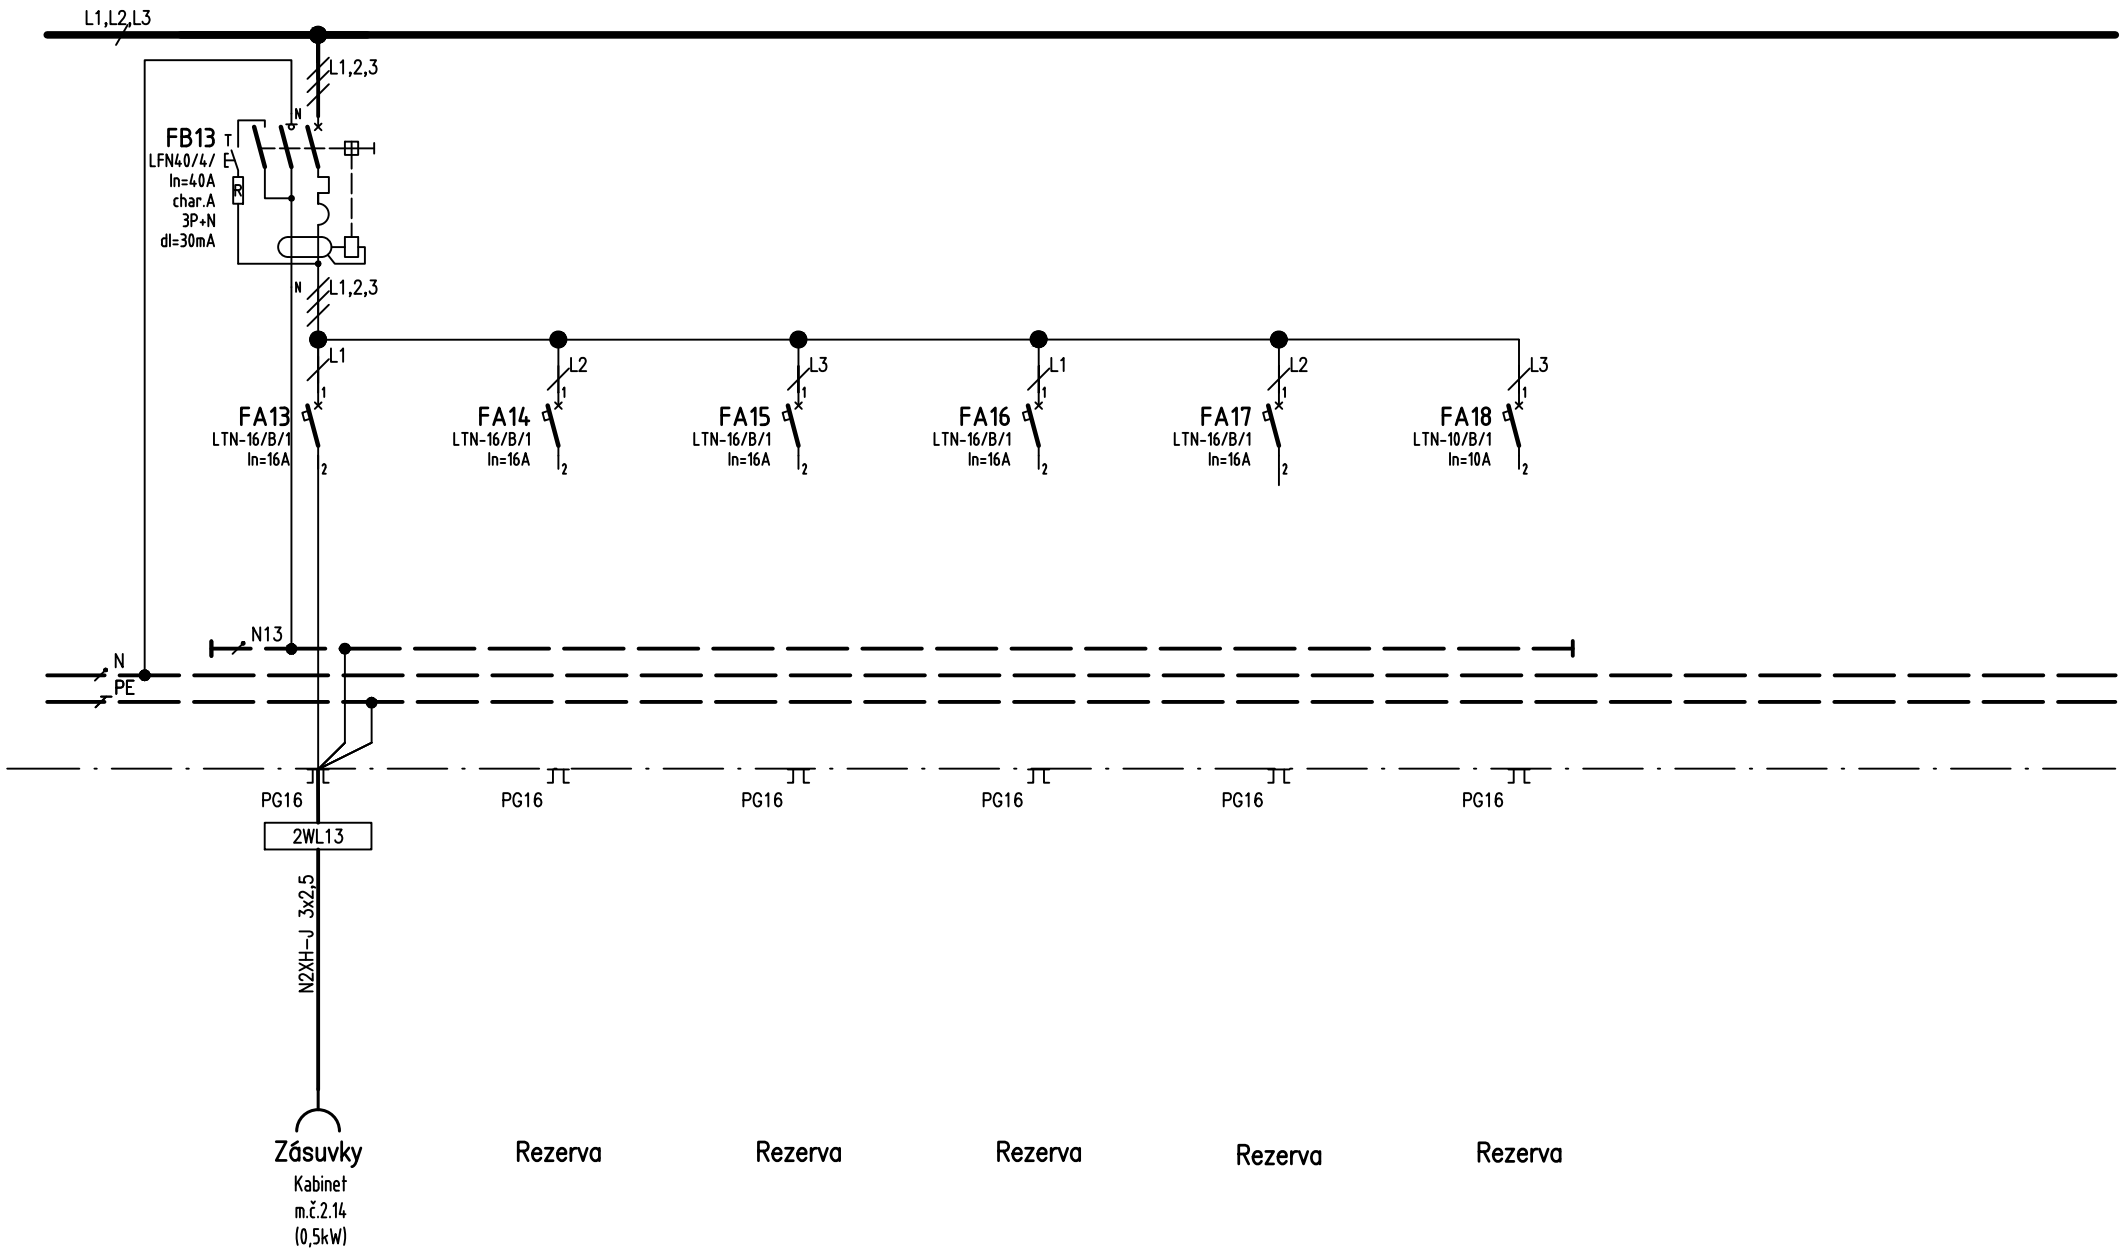 L1,L2,L3
L1,2,3
N
FB13
T
LFN40/4/
In=40A
R
char.A
3P+N
dI=30mA
N
L1,2,3
L1
L2
L3
L1
L2
L3
1
1
1
1
1
1
FA13
FA14
FA15
FA16
FA17
FA18
LTN-16/B/1
LTN-16/B/1
LTN-16/B/1
LTN-16/B/1
LTN-16/B/1
LTN-10/B/1
In=16A
In=16A
In=16A
In=16A
In=16A
In=10A
2
2
2
2
2
2
N13
N
PE
PG16
PG16
PG16
PG16
PG16
PG16
2WL13
N2XH-J 3x2,5
Zásuvky
Rezerva
Rezerva
Rezerva
Rezerva
Rezerva
Kabinet
m.č.2.14
(0,5kW)